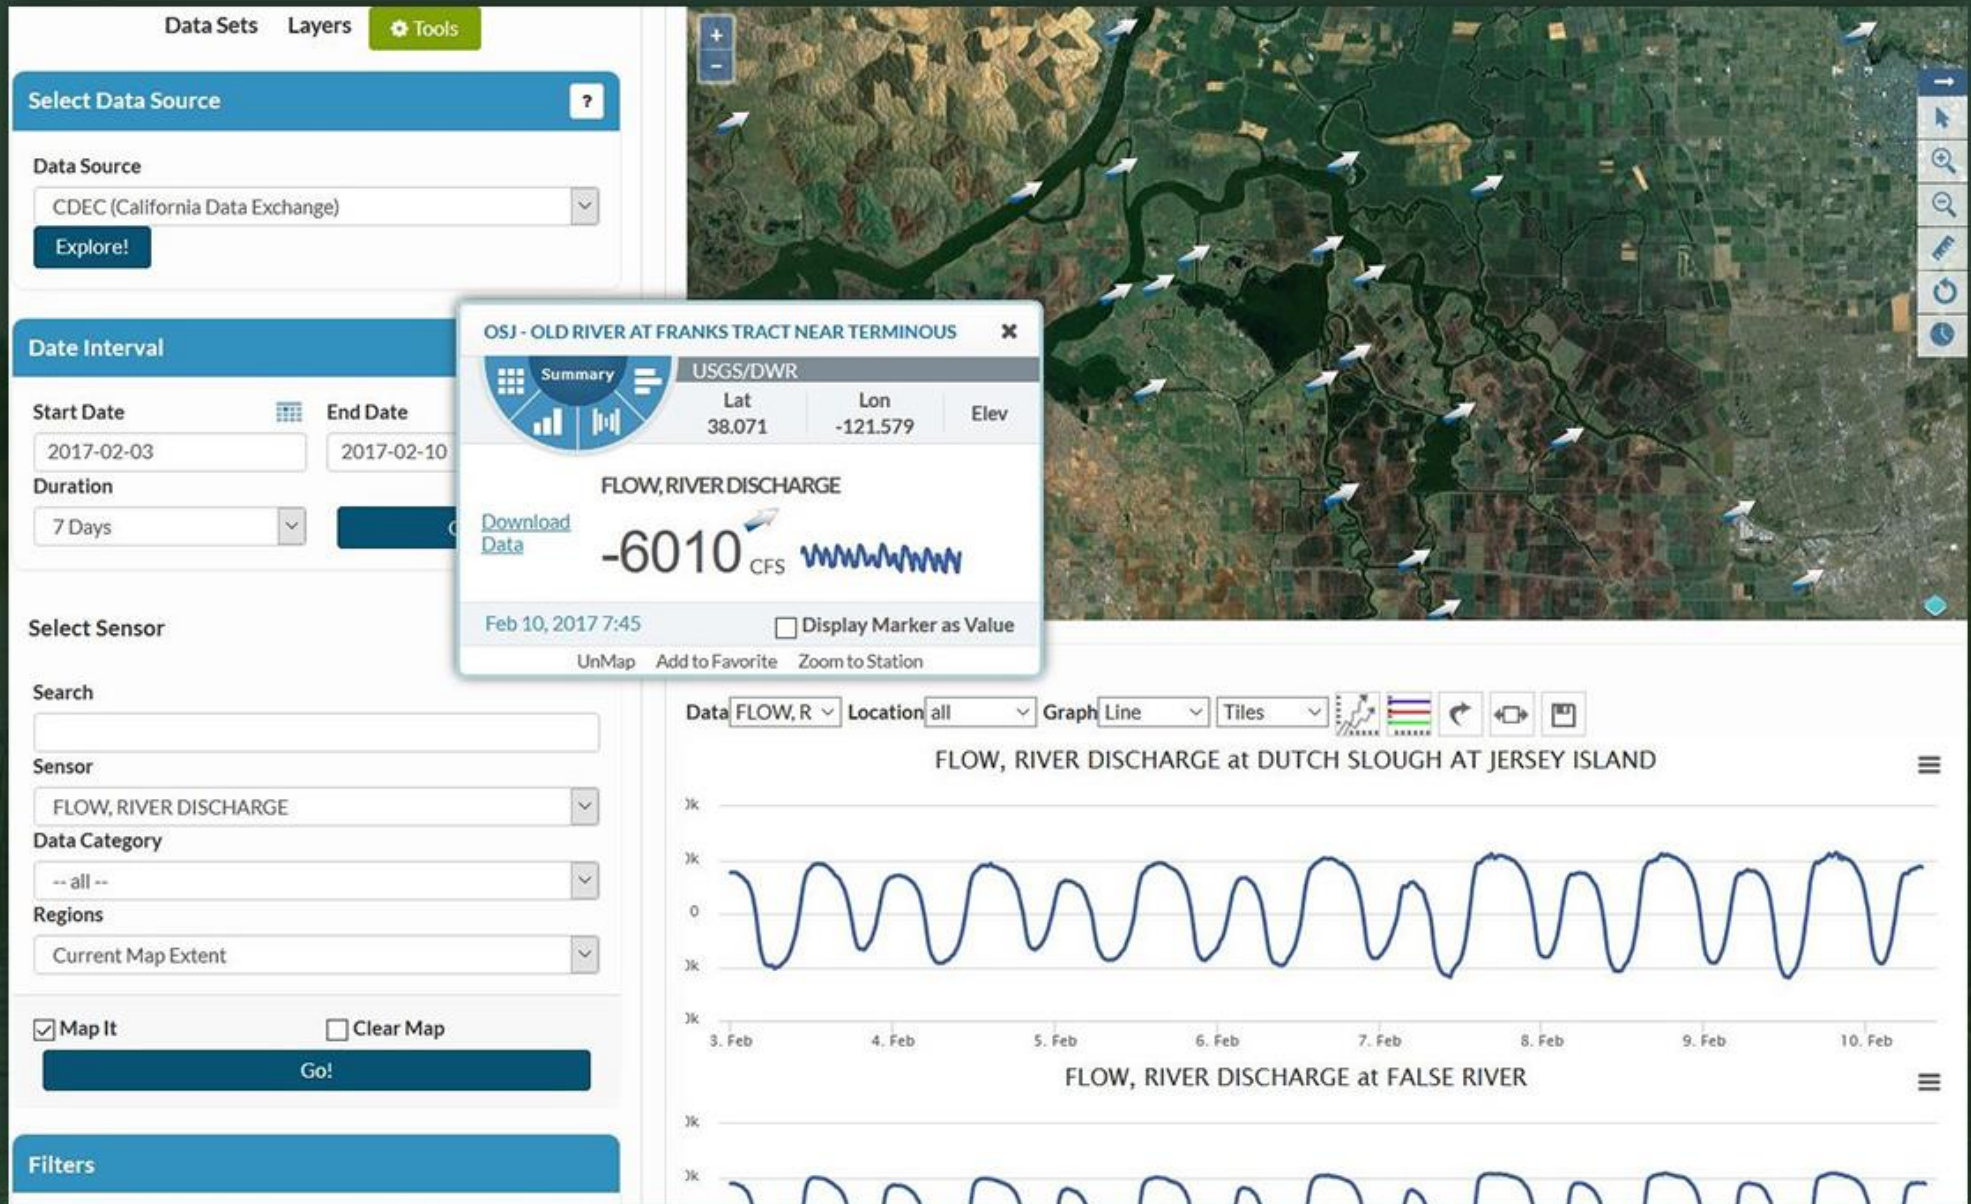 Data Sets Layers Tools
Select Data Source ?
Data Source
CDEC (California Data Exchange)
Explore!
Date Interval
Start Date End Date
2017-02-03 2017-02-10
Duration
7 Days
Select Sensor
Search
Sensor
FLOW, RIVER DISCHARGE
Data Category
-- all --
Regions
Current Map Extent
Map It Clear Map
Go!
Filters
+
−
OSJ - OLD RIVER AT FRANKS TRACT NEAR TERMINOUS
Summary
USGS/DWR
Lat Lon Elev
38.071 -121.579
FLOW, RIVER DISCHARGE
Download
Data
-6010 CFS
Feb 10, 2017 7:45 Display Marker as Value
UnMap Add to Favorite Zoom to Station
Data FLOW, R Location all Graph Line Tiles
FLOW, RIVER DISCHARGE at DUTCH SLOUGH AT JERSEY ISLAND
0
3. Feb 4. Feb 5. Feb 6. Feb 7. Feb 8. Feb 9. Feb 10. Feb
FLOW, RIVER DISCHARGE at FALSE RIVER